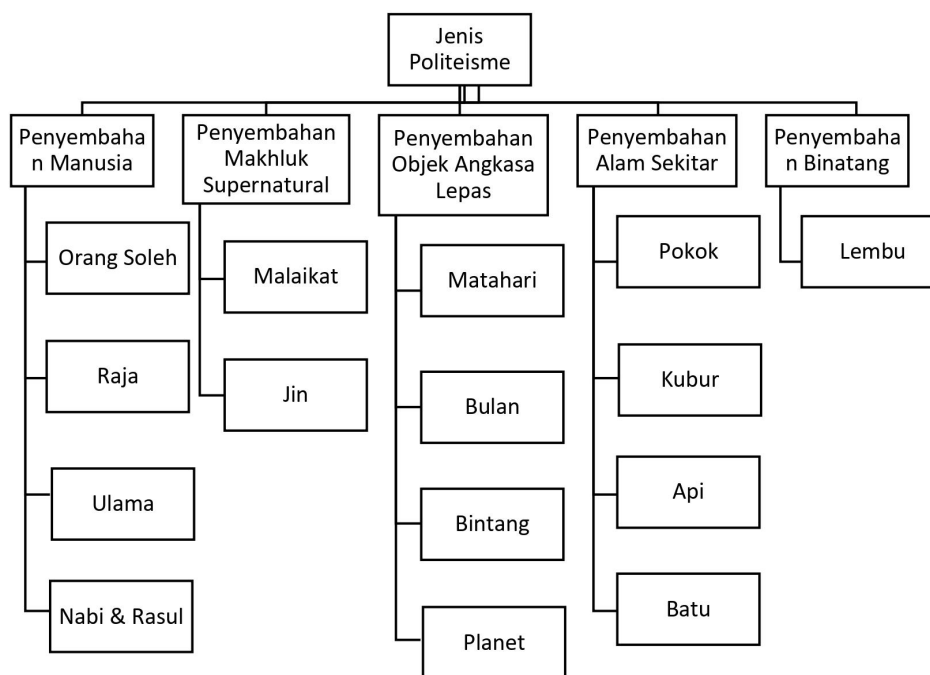 Jenis
Politeisme
Penyembaha
n Manusia
Orang Soleh
Raja
Ulama
Nabi & Rasul
Penyembahan
Makhluk
Supernatural
Malaikat
Jin
Penyembahan
Objek Angkasa
Lepas
Matahari
Bulan
Bintang
Planet
Penyembahan
Alam Sekitar
Pokok
Kubur
Api
Batu
Penyembaha
n Binatang
Lembu